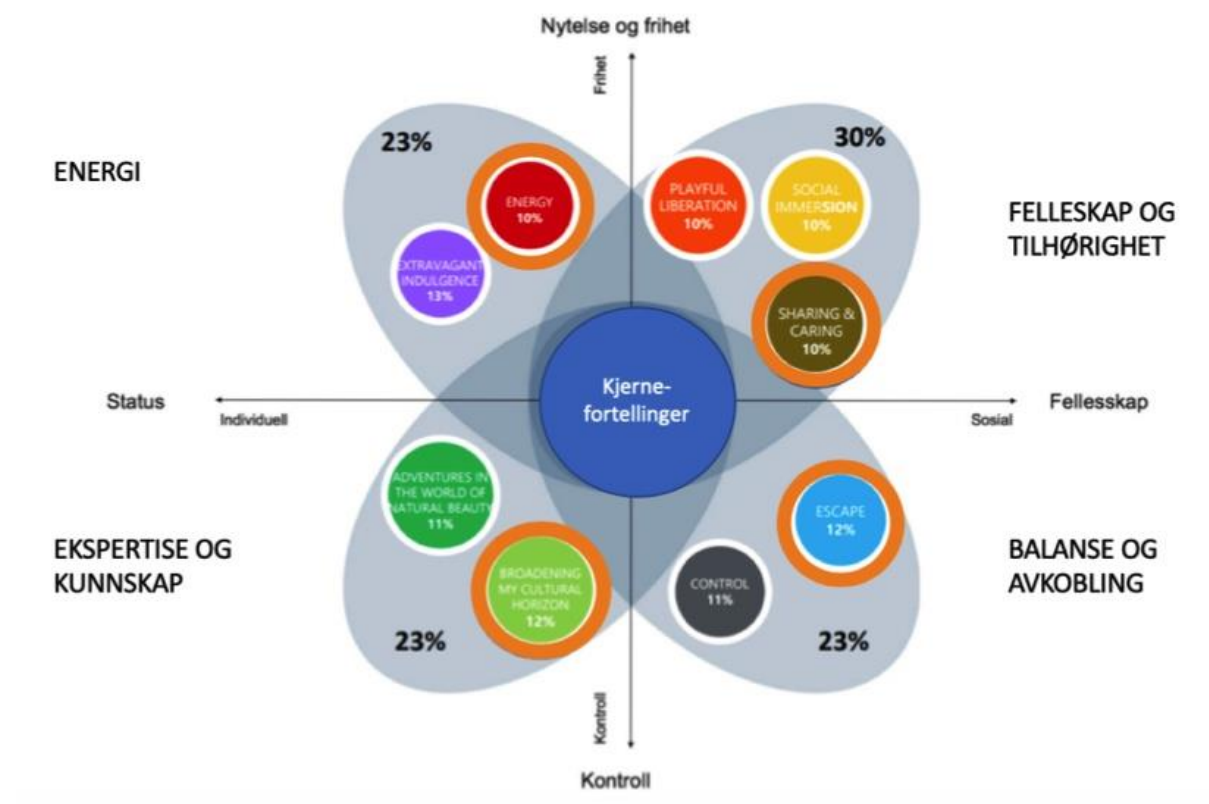 Nytelse og frihet
Frihet
23%
30%
ENERGI
ENERGY
10%
PLAYFUL
LIBERATION
10%
SOCIAL
IMMERSION
10%
FELLESKAP OG
TILHØRIGHET
EXTRAVAGANT
INDULGENCE
13%
SHARING &
CARING
10%
Kjerne-
fortellinger
Status
Individuell
Sosial
Fellesskap
ADVENTURES IN
THE WORLD OF
NATURAL BEAUTY
11%
ESCAPE
12%
EKSPERTISE OG
KUNNSKAP
BROADENING
MY CULTURAL
HORIZON
12%
CONTROL
11%
BALANSE OG
AVKOBLING
23%
23%
Kontroll
Kontroll